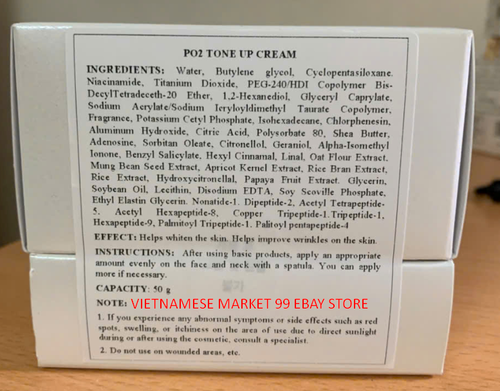 PO2 TONE UP CREAM
INGREDIENTS: Water, Butylene glycol, Cyclopentasiloxane.
Niacinamide, Titanium Dioxide, PEG-240/HDI Copolymer Bis-
DecylTetradeceth-20 Ether, 1,2-Hexanediol, Glyceryl Caprylate,
Sodium Acrylate/Sodium Icryloyldimethyl Taurate Copolymer,
Fragrance, Potassium Cetyl Phosphate, Isohexadecane, Chlorphenesin,
Aluminum Hydroxide, Citric Acid, Polysorbate 80, Shea Butter,
Adenosine, Sorbitan Oleate, Citronellol, Geraniol, Alpha-Isomethyl
Ionone, Benzyl Salicylate, Hexyl Cinnamal, Linal, Oat Flour Extract.
Mung Bean Seed Extract, Apricot Kernel Extract, Rice Bran Extract,
Rice Extract, Hydroxycitronellal, Papaya Fruit Extract. Glycerin,
Soybean Oil, Lecithin, Disodium EDTA, Soy Scoville Phosphate,
Ethyl Elastin Glycerin. Nonatide-1. Dipeptide-2, Acetyl Tetrapeptide-
5. Acetyl Hexapeptide-8, Copper Tripeptide-1.Tripeptide-1,
Hexapeptide-9, Palmitoyl Tripeptide-1. Palitoyl pentapeptide-4
EFFECT: Helps whiten the skin. Helps improve wrinkles on the skin.
INSTRUCTIONS: After using basic products, apply an appropriate
amount evenly on the face and neck with a spatula. You can apply
more if necessary.
CAPACITY: 50 g
NOTE: VIETNAMESE MARKET 99 EBAY STORE
1. If you experience any abnormal symptoms or side effects such as red
spots, swelling, or itchiness on the area of use due to direct sunlight
during or after using the cosmetic, consult a specialist.
2. Do not use on wounded areas, etc.